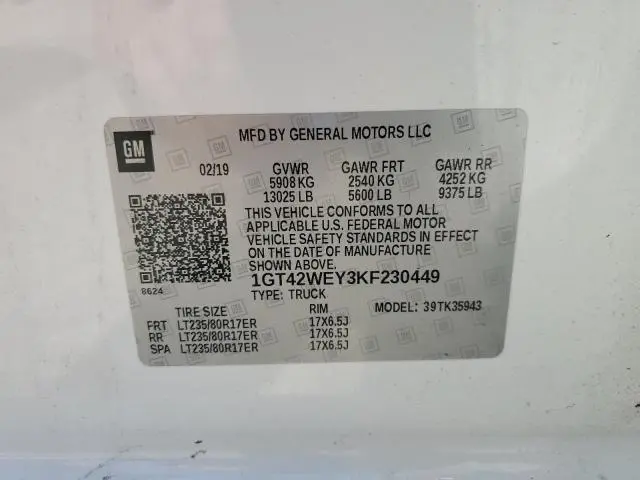 GM
MFD BY GENERAL MOTORS LLC
02/19 GVWR GAWR FRT GAWR RR
5908 KG 2540 KG 4252 KG
13025 LB 5600 LB 9375 LB
THIS VEHICLE CONFORMS TO ALL
APPLICABLE U.S. FEDERAL MOTOR
VEHICLE SAFETY STANDARDS IN EFFECT
ON THE DATE OF MANUFACTURE
SHOWN ABOVE.
8624
1GT42WEY3KF230449
TYPE: TRUCK MODEL: 39TK35943
TIRE SIZE RIM
FRT LT235/80R17ER 17X6.5J
RR LT235/80R17ER 17X6.5J
SPA LT235/80R17ER 17X6.5J